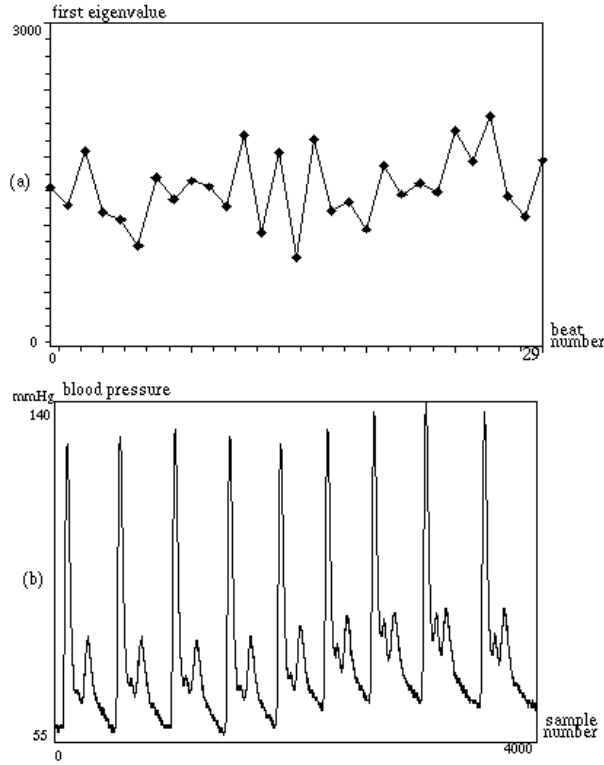 first eigenvalue
3000
(a)
0
0
29
beat
number
blood pressure
mmHg
140
(b)
55
0
4000
sample
number